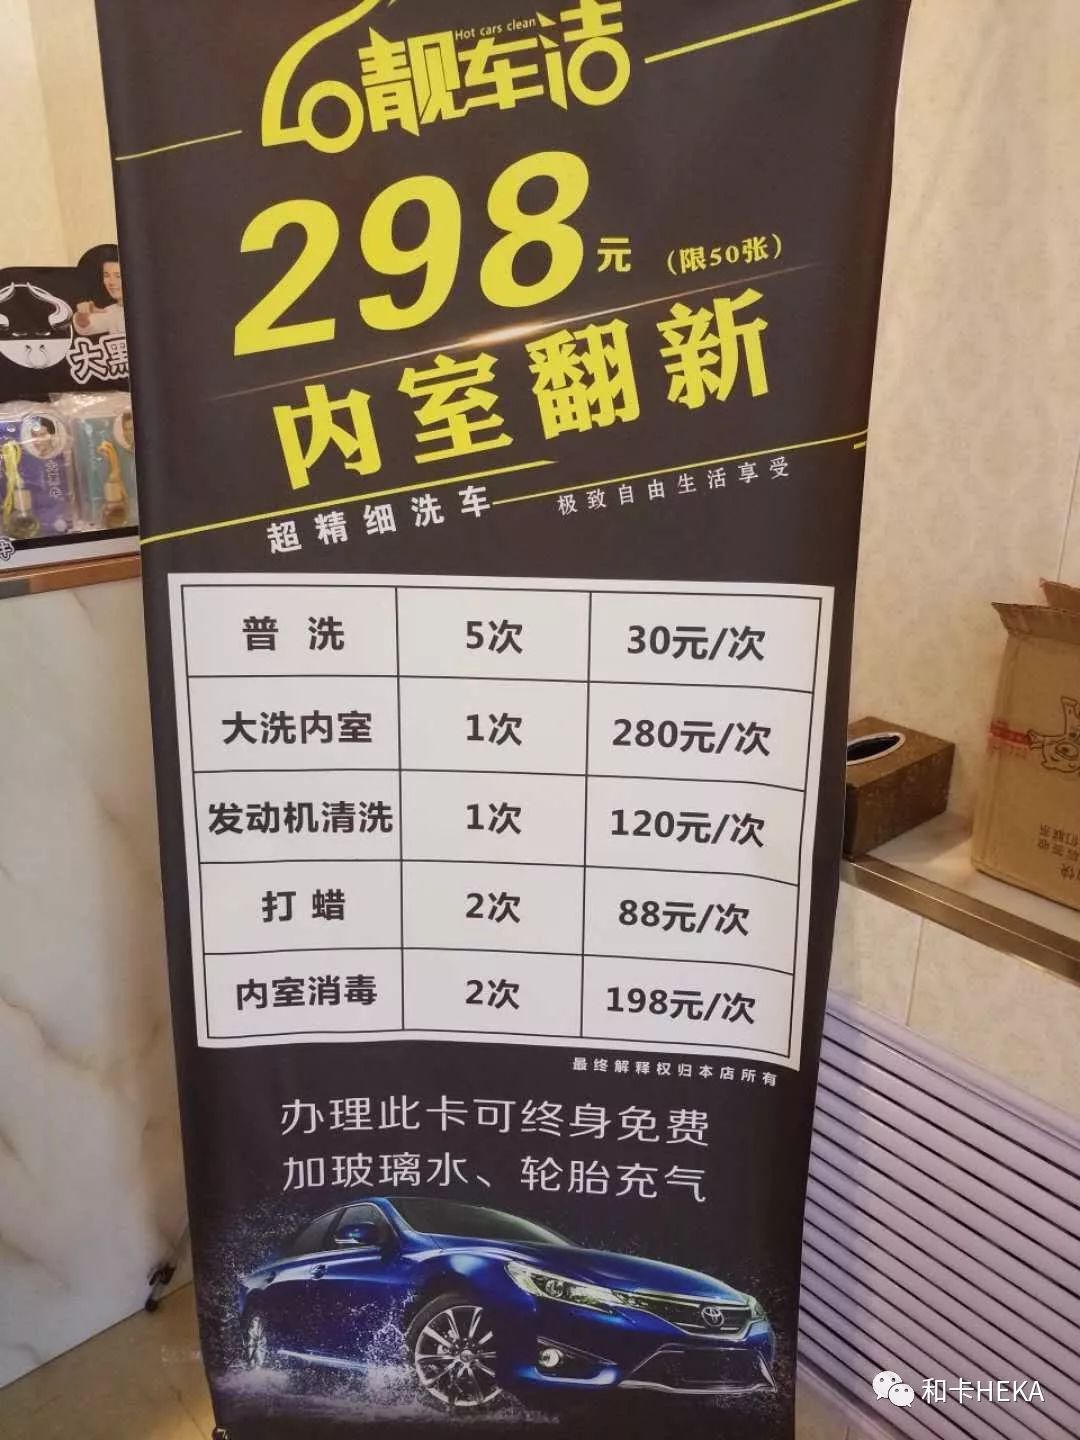 Hot cars clean
靓车洁
298元（限50张）
内室翻新
超精细洗车
极致自由生活享受
大黑
普洗 5次 30元/次
大洗内室 1次 280元/次
发动机清洗 1次 120元/次
打蜡 2次 88元/次
内室消毒 2次 198元/次
最终解释权归本店所有
办理此卡可终身免费
加玻璃水、轮胎充气
和卡HEKA